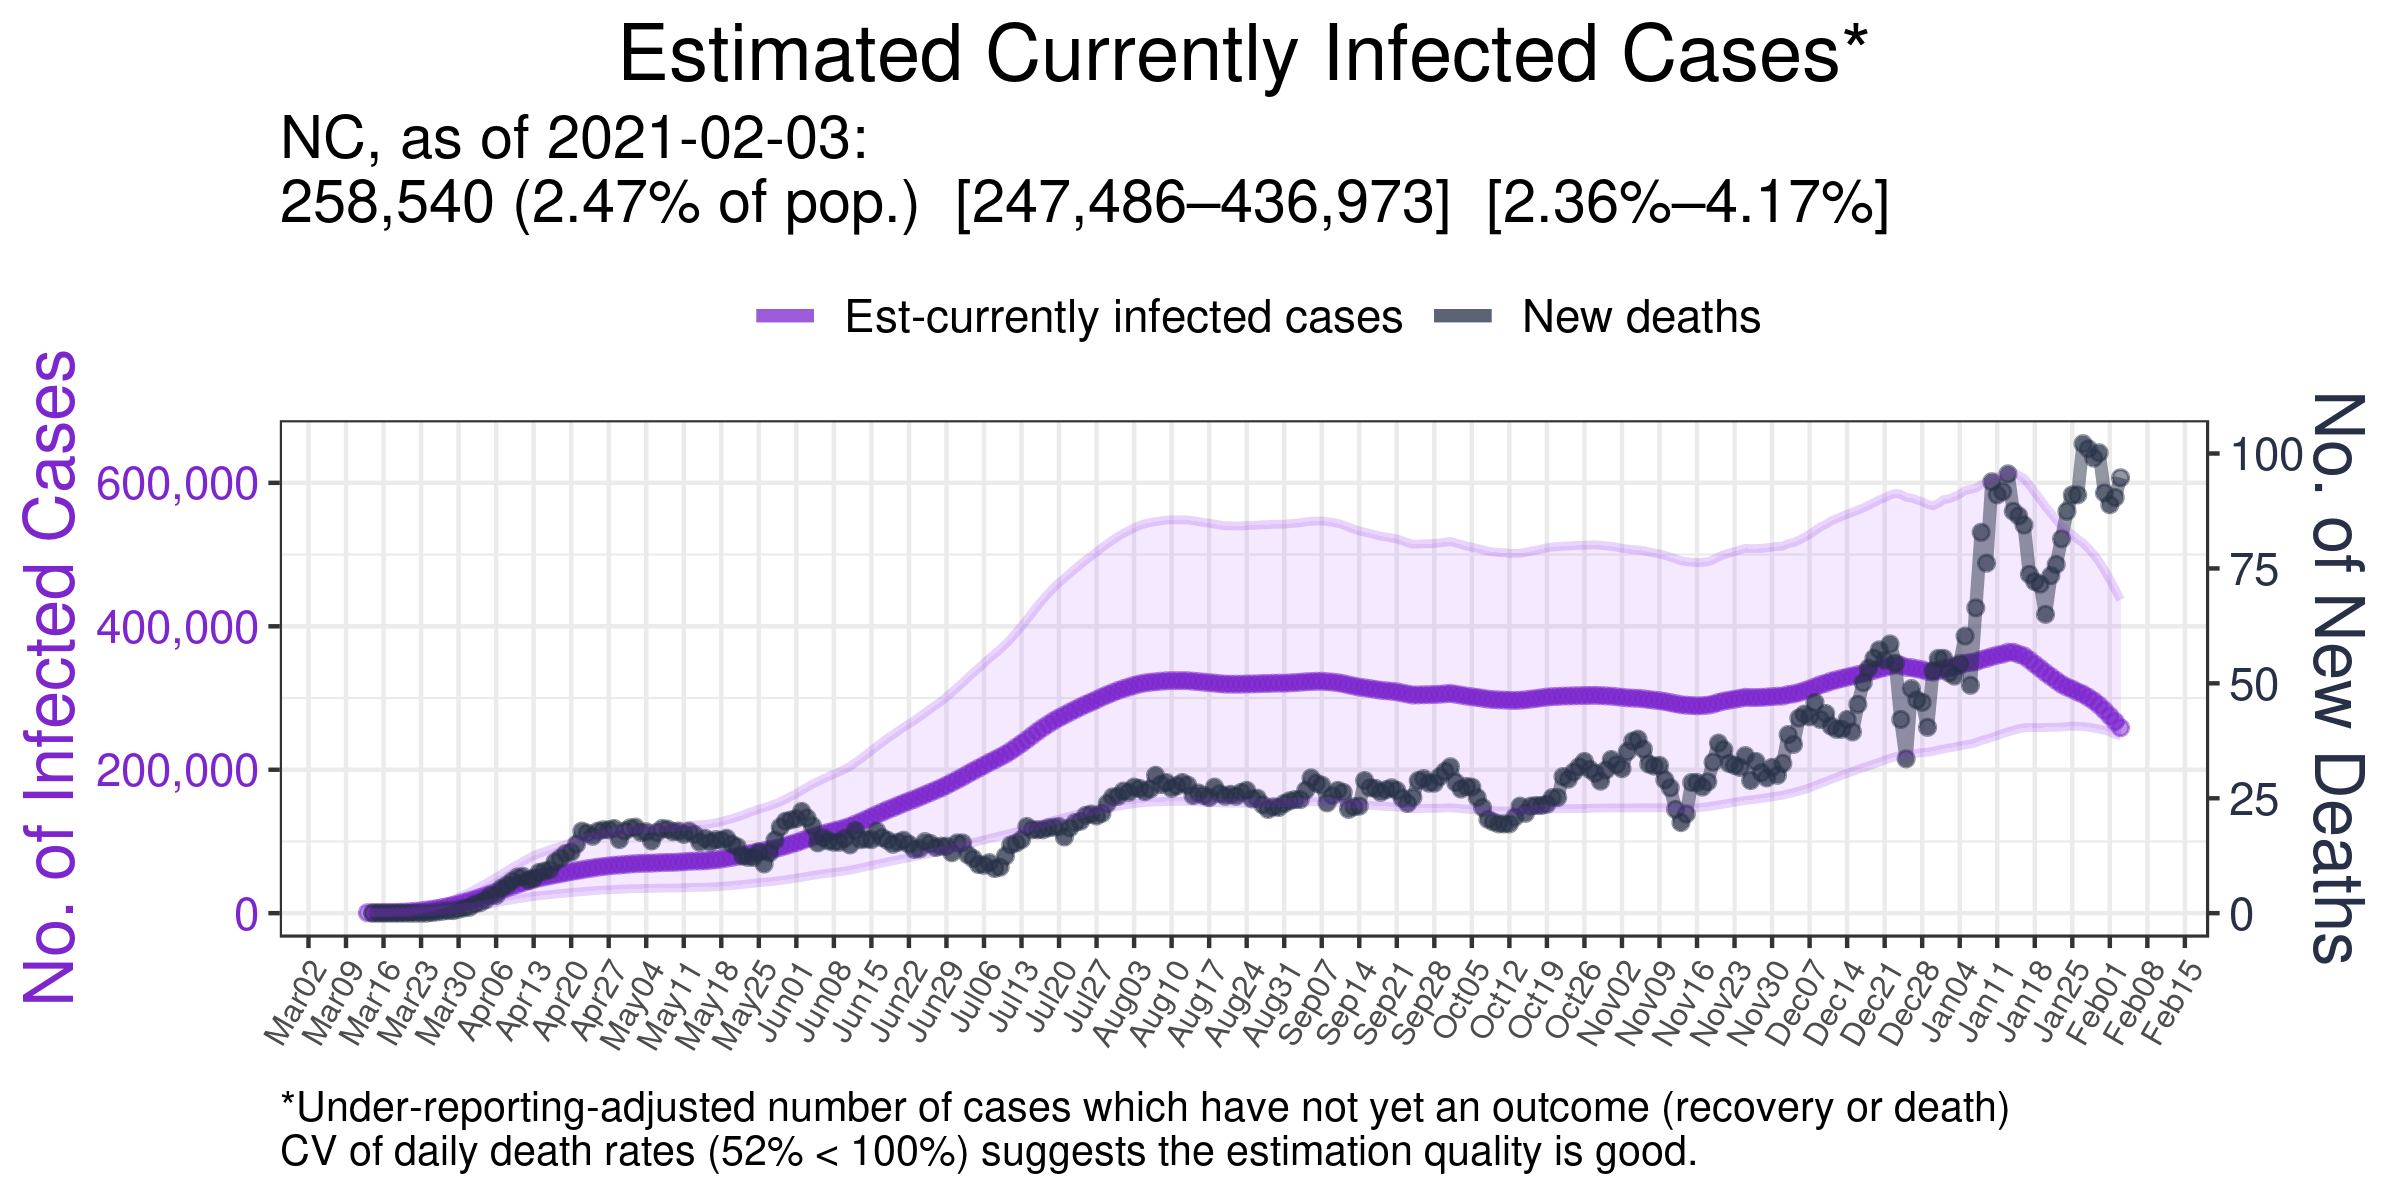 Estimated Currently Infected Cases*
NC, as of 2021-02-03:
258,540 (2.47% of pop.)  [247,486–436,973]  [2.36%–4.17%]
Est-currently infected cases
New deaths
No. of Infected Cases
600,000
400,000
200,000
0
100
75
50
25
0
No. of New Deaths
Mar02
Mar09
Mar16
Mar23
Mar30
Apr06
Apr13
Apr20
Apr27
May04
May11
May18
May25
Jun01
Jun08
Jun15
Jun22
Jun29
Jul06
Jul13
Jul20
Jul27
Aug03
Aug10
Aug17
Aug24
Aug31
Sep07
Sep14
Sep21
Sep28
Oct05
Oct12
Oct19
Oct26
Nov02
Nov09
Nov16
Nov23
Nov30
Dec07
Dec14
Dec21
Dec28
Jan04
Jan11
Jan18
Jan25
Feb01
Feb08
Feb15
*Under-reporting-adjusted number of cases which have not yet an outcome (recovery or death)
CV of daily death rates (52% < 100%) suggests the estimation quality is good.